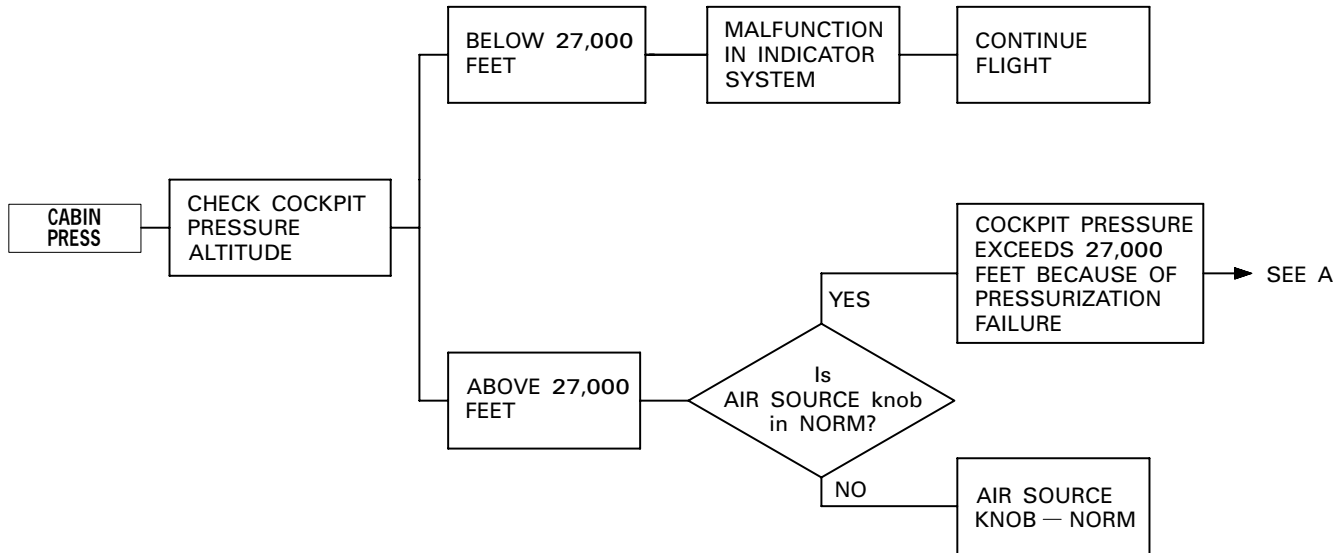 BELOW 27,000
FEET
MALFUNCTION
IN INDICATOR
SYSTEM
CONTINUE
FLIGHT
CABIN
PRESS
CHECK COCKPIT
PRESSURE
ALTITUDE
COCKPIT PRESSURE
EXCEEDS 27,000
FEET BECAUSE OF
PRESSURIZATION
FAILURE
SEE A
YES
ABOVE 27,000
FEET
Is
AIR SOURCE knob
in NORM?
NO
AIR SOURCE
KNOB — NORM